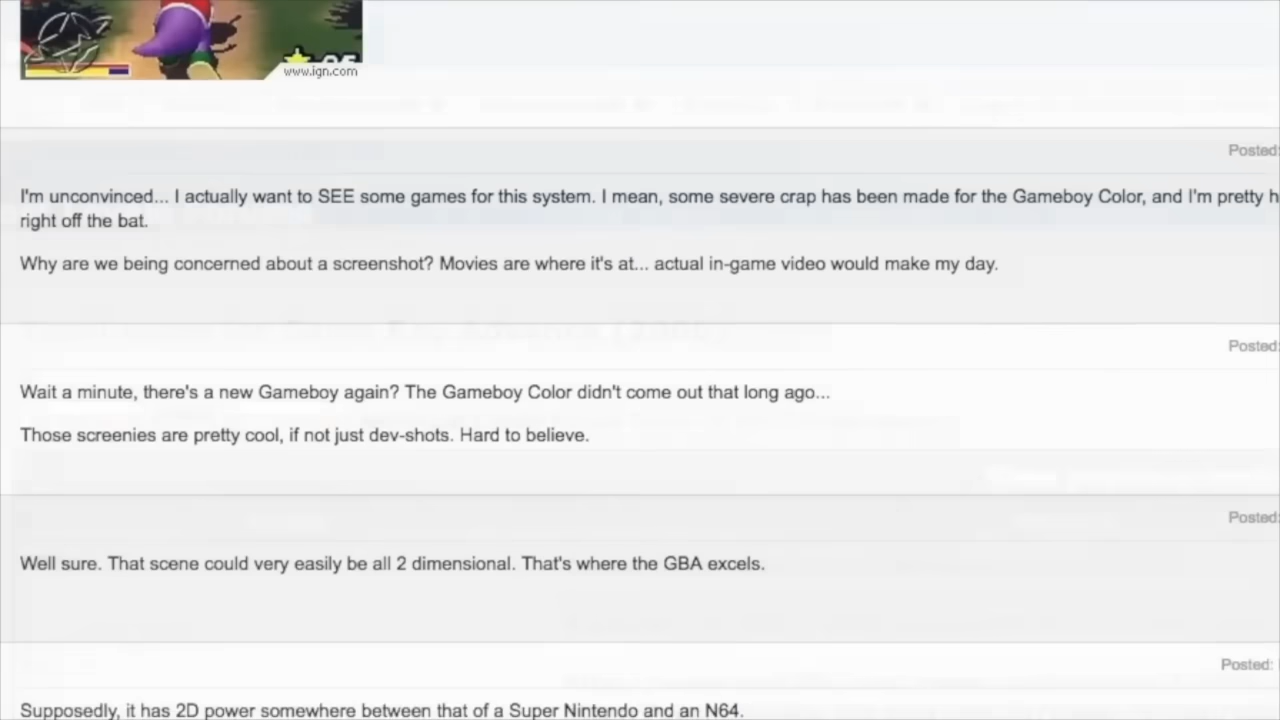 www.ign.com
Posted:
I'm unconvinced... I actually want to SEE some games for this system. I mean, some severe crap has been made for the Gameboy Color, and I'm pretty h
right off the bat.
Why are we being concerned about a screenshot? Movies are where it's at... actual in-game video would make my day.
Posted:
Wait a minute, there's a new Gameboy again? The Gameboy Color didn't come out that long ago...
Those screenies are pretty cool, if not just dev-shots. Hard to believe.
Posted:
Well sure. That scene could very easily be all 2 dimensional. That's where the GBA excels.
Posted:
Supposedly, it has 2D power somewhere between that of a Super Nintendo and an N64.